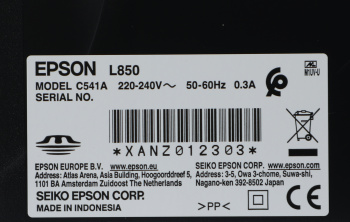 EPSON L850
MODEL C541A 220-240V~ 50-60Hz 0.3A
SERIAL NO.
M1UV-U
*XANZ012303*
EPSON EUROPE B.V. www.epson.eu
Address: Atlas Arena, Asia Building, Hoogoorddreef 5,
1101 BA Amsterdam Zuidoost The Netherlands
SEIKO EPSON CORP. www.epson.com
Address: 3-5, Owa 3-chome, Suwa-shi,
Nagano-ken 392-8502 Japan
SEIKO EPSON CORP.
MADE IN INDONESIA
>PP<